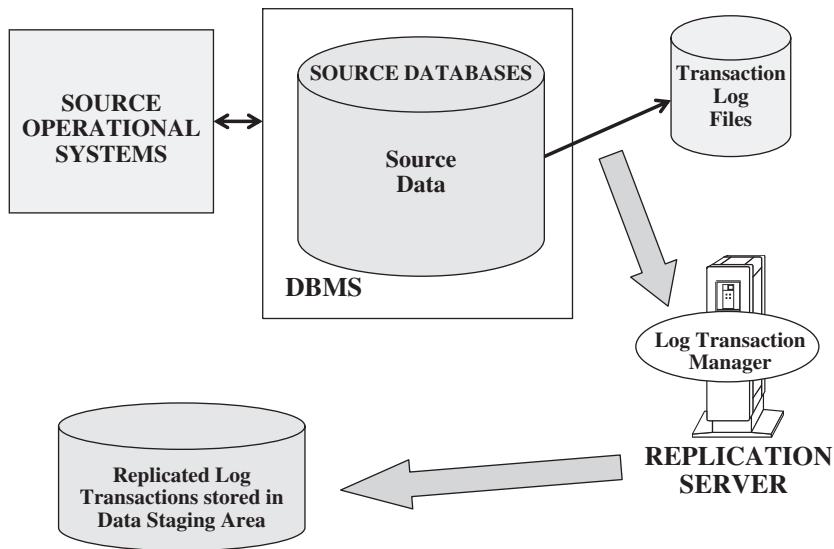 SOURCE
OPERATIONAL
SYSTEMS
SOURCE DATABASES
Source
Data
DBMS
Transaction
Log
Files
Log Transaction
Manager
REPLICATION
SERVER
Replicated Log
Transactions stored in
Data Staging Area